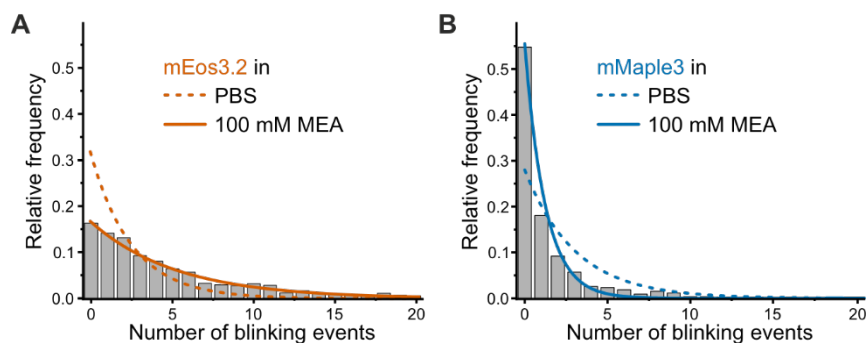 A
mEos3.2 in
PBS
100 mM MEA
Relative frequency
0.5
0.4
0.3
0.2
0.1
0.0
0 5 10 15 20
Number of blinking events
B
mMaple3 in
PBS
100 mM MEA
Relative frequency
0.5
0.4
0.3
0.2
0.1
0.0
0 5 10 15 20
Number of blinking events